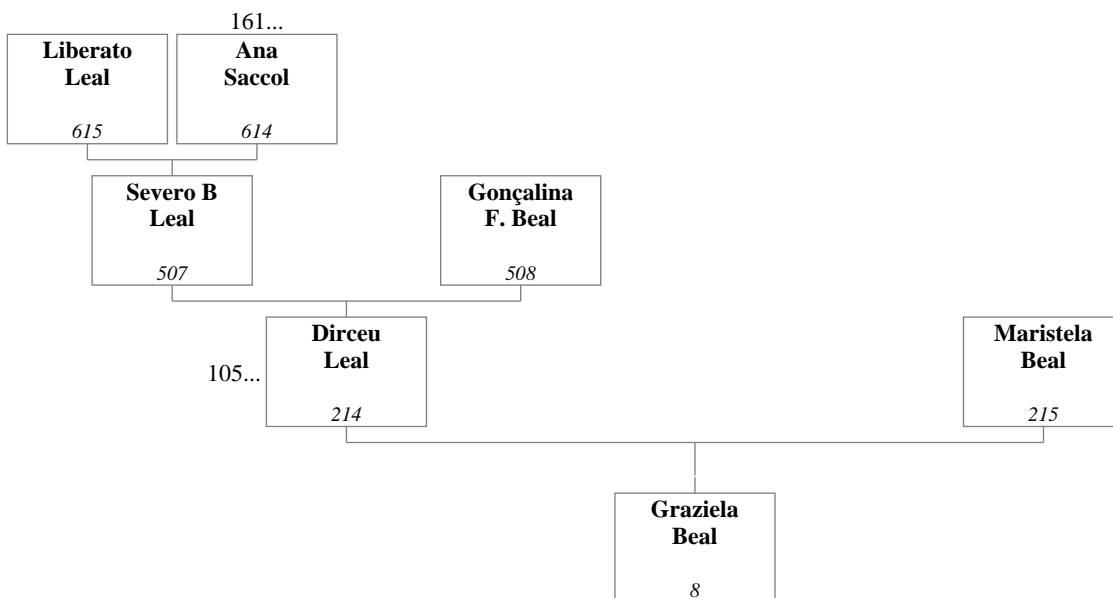 161...
Liberato
Leal
615
Ana
Saccol
614
Severo B
Leal
507
Gonçalina
F. Beal
508
105...
Dirceu
Leal
214
Maristela
Beal
215
Graziela
Beal
8